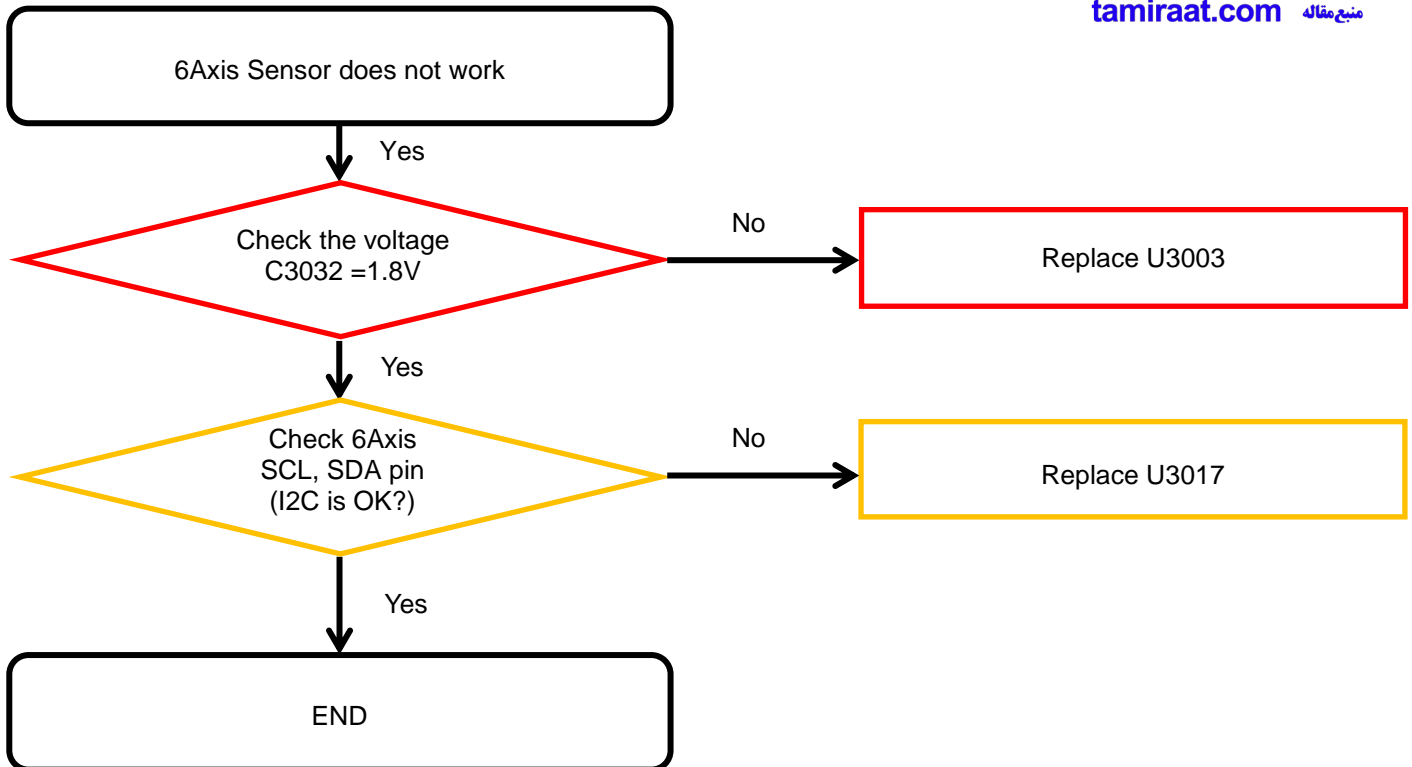 tamiraat.com منبع مقاله
6Axis Sensor does not work
Yes
Check the voltage
C3032 =1.8V
No
Replace U3003
Yes
Check 6Axis
SCL, SDA pin
(I2C is OK?)
No
Replace U3017
Yes
END